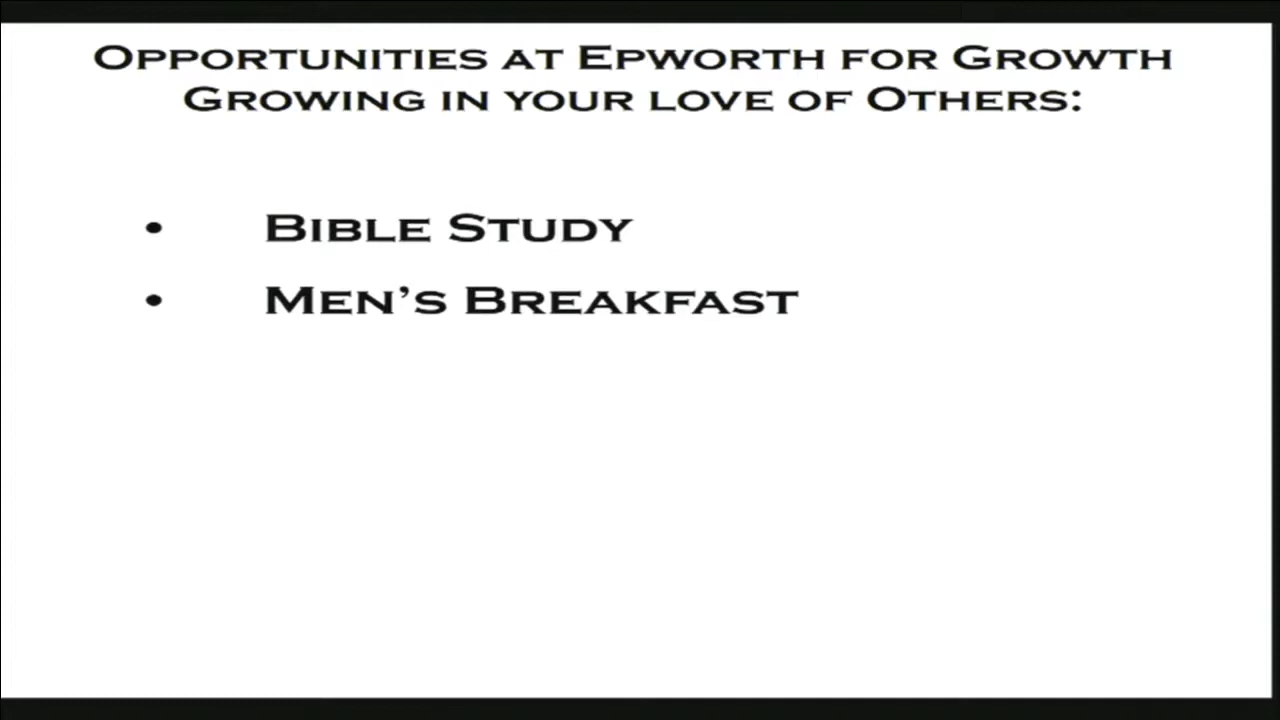 Opportunities at Epworth for Growth
Growing in your love of Others:
• Bible Study
• Men’s Breakfast